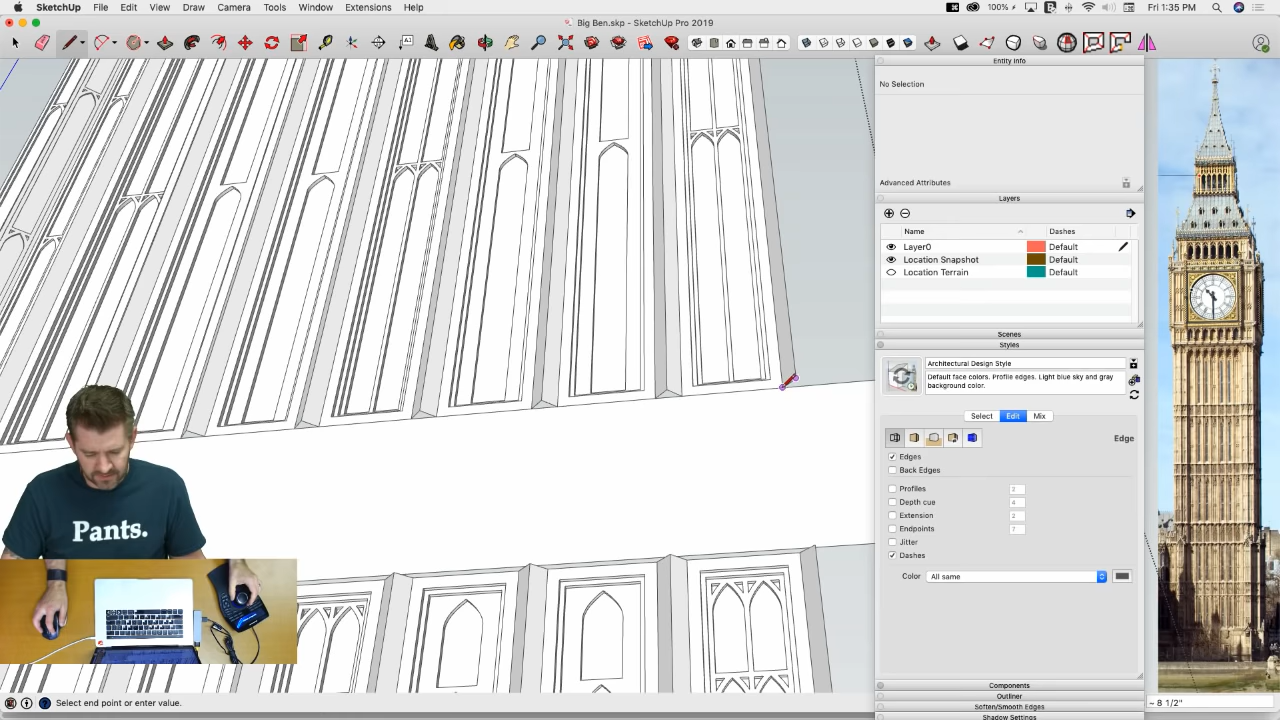 SketchUp File Edit View Draw Camera Tools Window Extensions Help
100% Fri 1:35 PM
Big Ben.skp - SketchUp Pro 2019
Entity Info
No Selection
Advanced Attributes
Layers
Name Dashes
Layer0 Default
Location Snapshot Default
Location Terrain Default
Scenes
Styles
Architectural Design Style
Default face colors. Profile edges. Light blue sky and gray
background color.
Select Edit Mix
Edge
Edges
Back Edges
Profiles 2
Depth cue 4
Extension 2
Endpoints 7
Jitter
Dashes
Color All same
Pants.
Components
Outliner
Soften/Smooth Edges
Shadow Settings
Select end point or enter value.
~ 8 1/2"